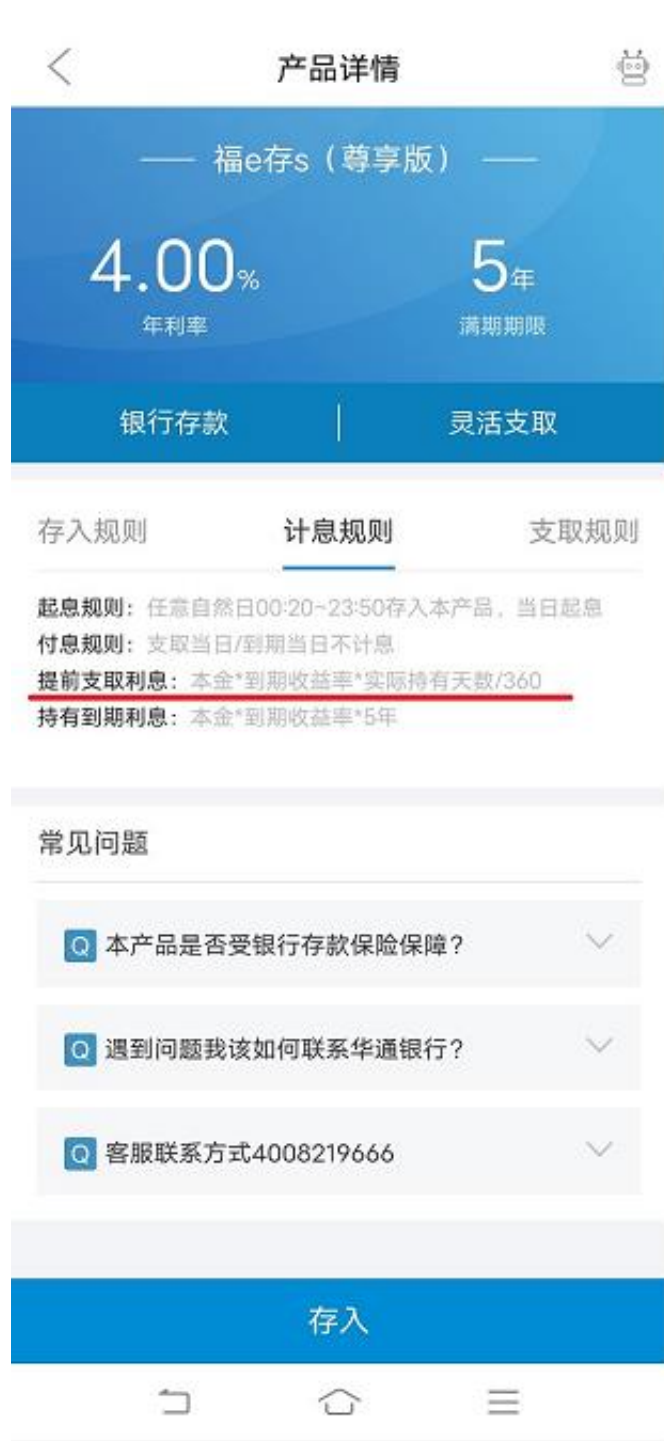 产品详情
福e存s（尊享版）
4.00%
5年
年利率
满期期限
银行存款
灵活支取
存入规则
计息规则
支取规则
起息规则：任意自然日00:20~23:50存入本产品，当日起息
付息规则：支取当日/到期当日不计息
提前支取利息：本金*到期收益率*实际持有天数/360
持有到期利息：本金*到期收益率*5年
常见问题
Q 本产品是否受银行存款保险保障？
Q 遇到问题我该如何联系华通银行？
Q 客服联系方式4008219666
存入